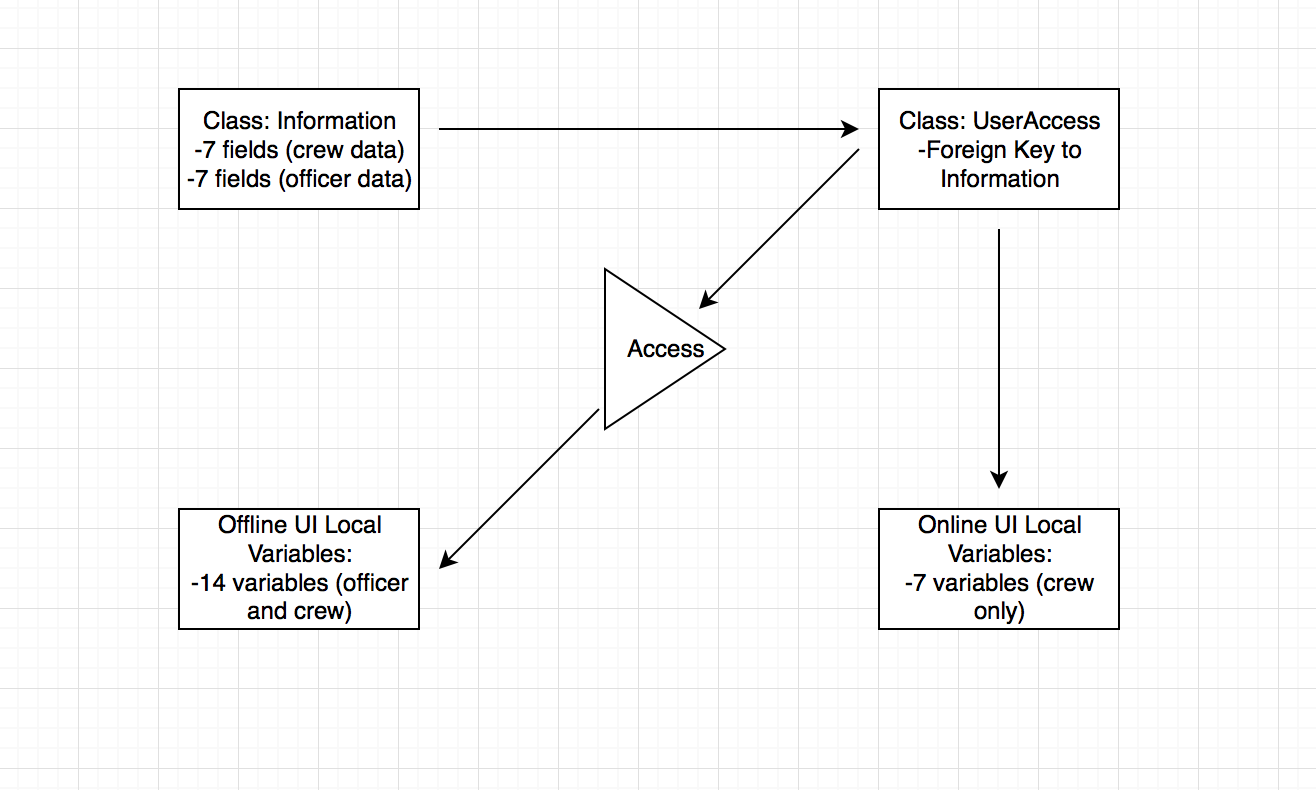 Class: Information
-7 fields (crew data)
-7 fields (officer data)
Class: UserAccess
-Foreign Key to
Information
Access
Offline UI Local
Variables:
-14 variables (officer
and crew)
Online UI Local
Variables:
-7 variables (crew
only)